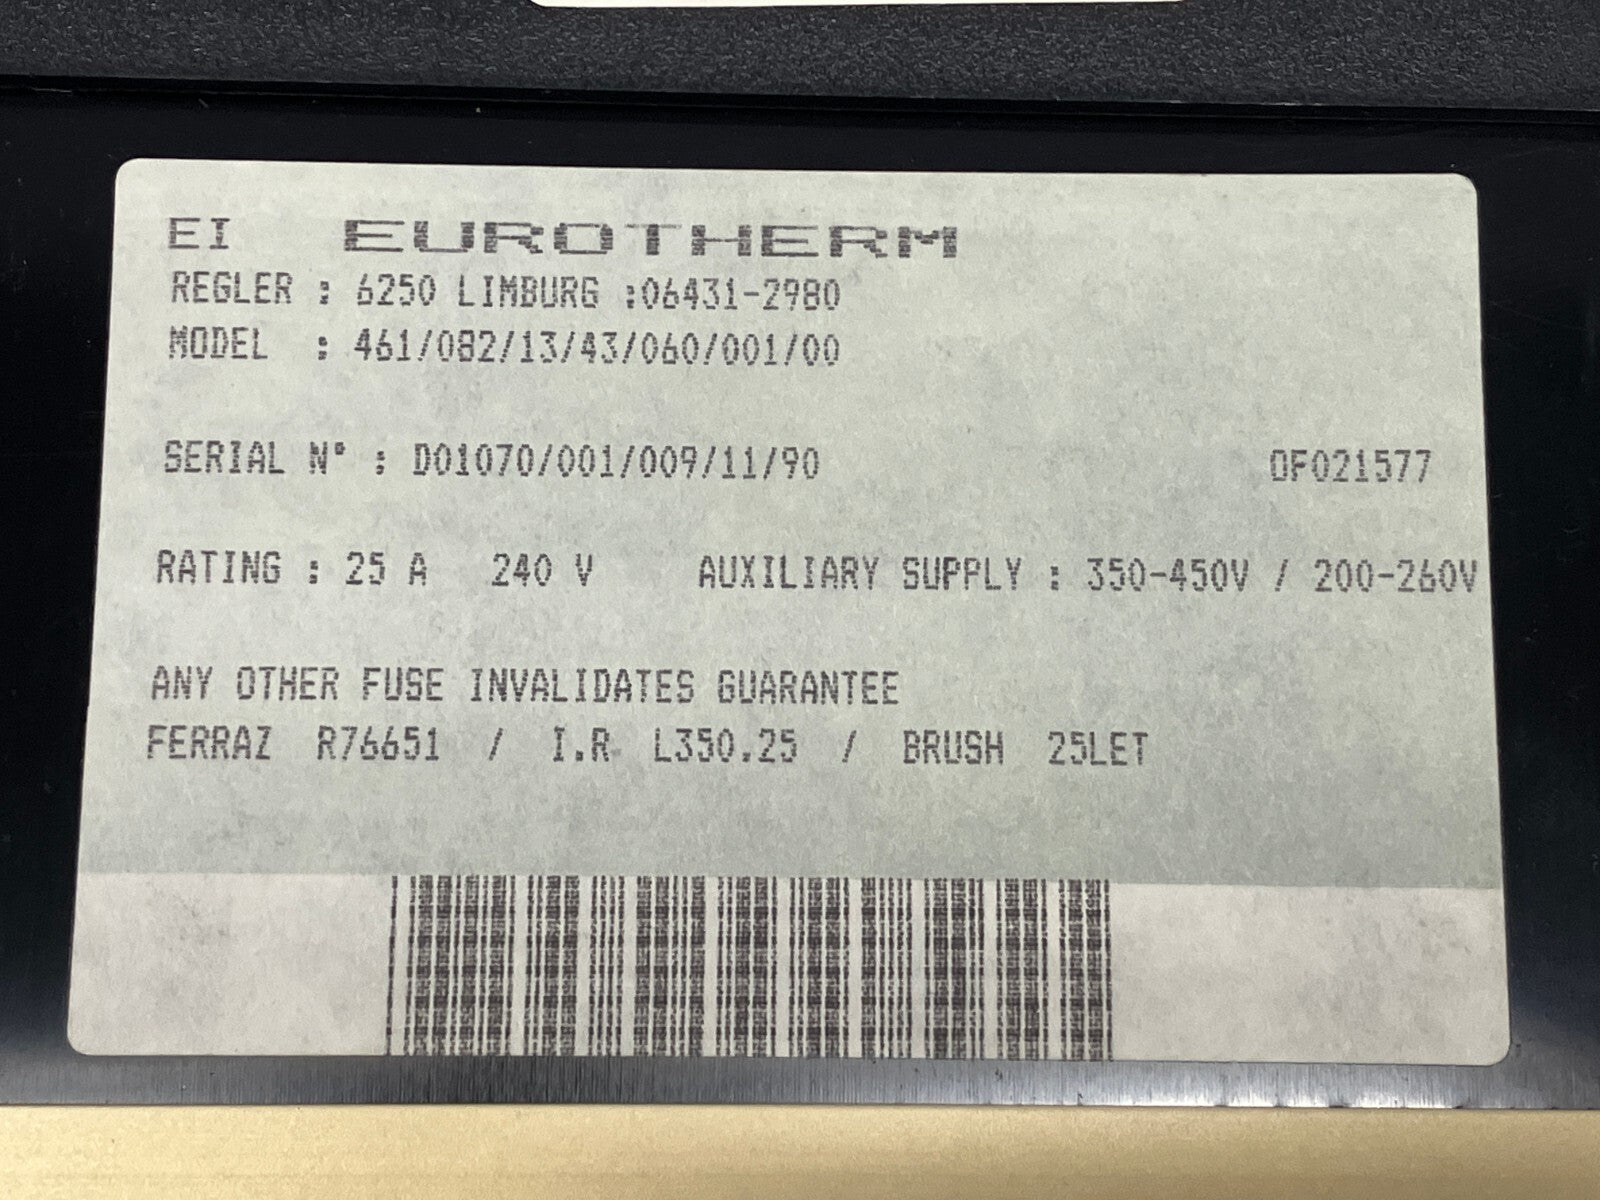 EI EUROTHERM
REGLER : 6250 LIMBURG :06431-2980
MODEL : 461/082/13/43/060/001/00
SERIAL N° : D01070/001/009/11/90 OF021577
RATING : 25 A 240 V AUXILIARY SUPPLY : 350-450V / 200-260V
ANY OTHER FUSE INVALIDATES GUARANTEE
FERRAZ R76651 / I.R L350.25 / BRUSH 25LET